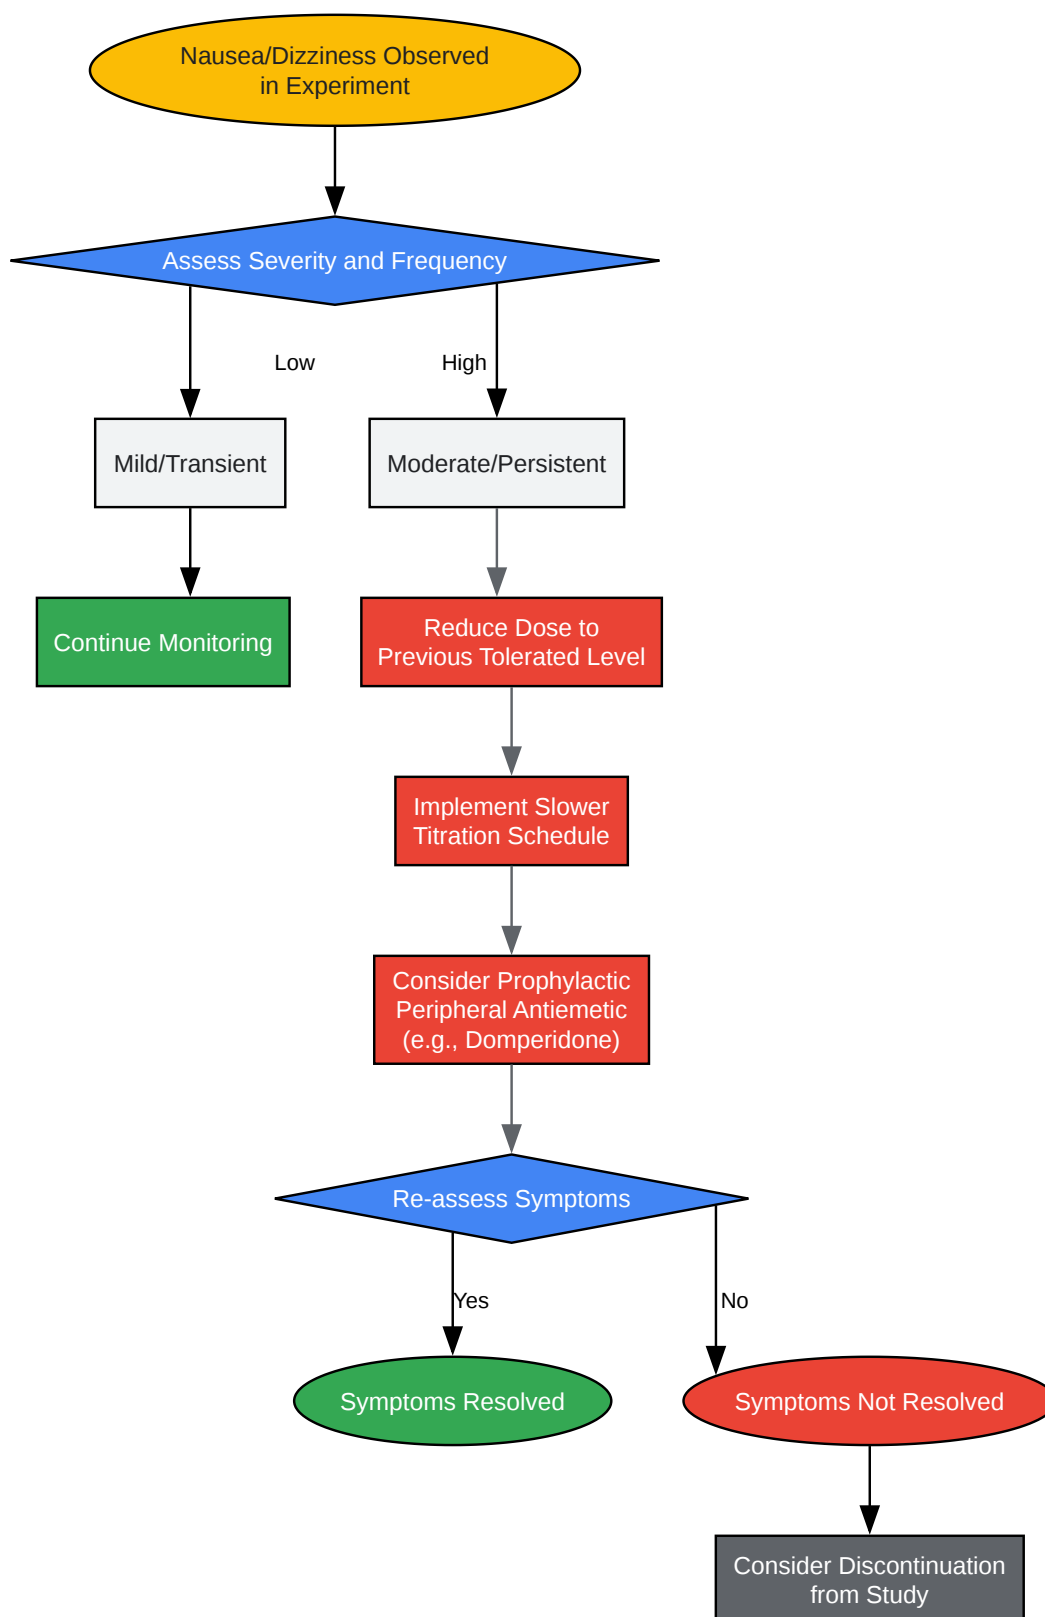 Nausea/Dizziness Observed
in Experiment
Assess Severity and Frequency
Low
High
Mild/Transient
Moderate/Persistent
Continue Monitoring
Reduce Dose to
Previous Tolerated Level
Implement Slower
Titration Schedule
Consider Prophylactic
Peripheral Antiemetic
(e.g., Domperidone)
Re-assess Symptoms
Yes
No
Symptoms Resolved
Symptoms Not Resolved
Consider Discontinuation
from Study